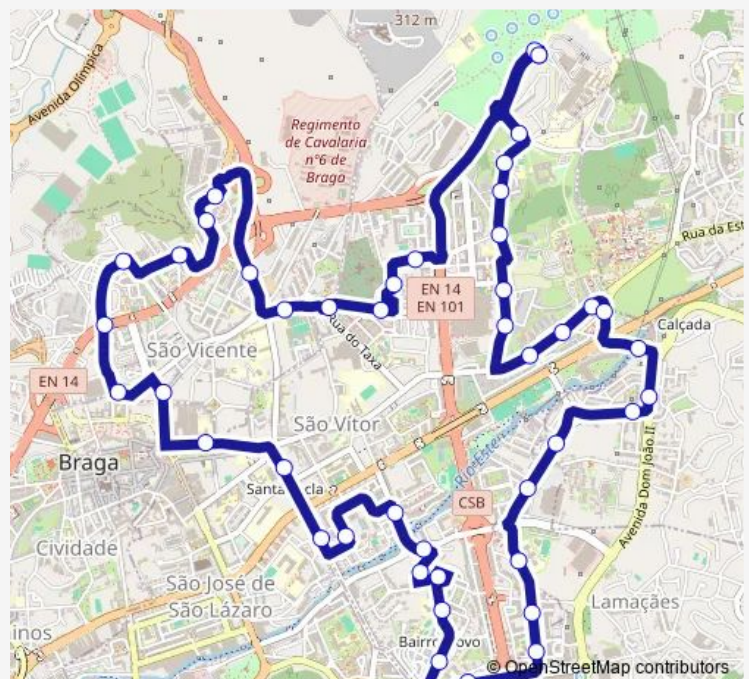 312 m
Avenida Olímpica
Regimento
de Cavalaria
nº6 de
Braga
Rua da Est
EN 14
EN 101
Calçada
Rua do Taxa
São Vicente
EN 14
São Vítor
Braga
Rio Este
Santa
cla
CSB
Avenida Dom João II
Cividade
São José de
São Lázaro
Lamaçães
inos
Bairro
ovo
© OpenStreetMap contributors